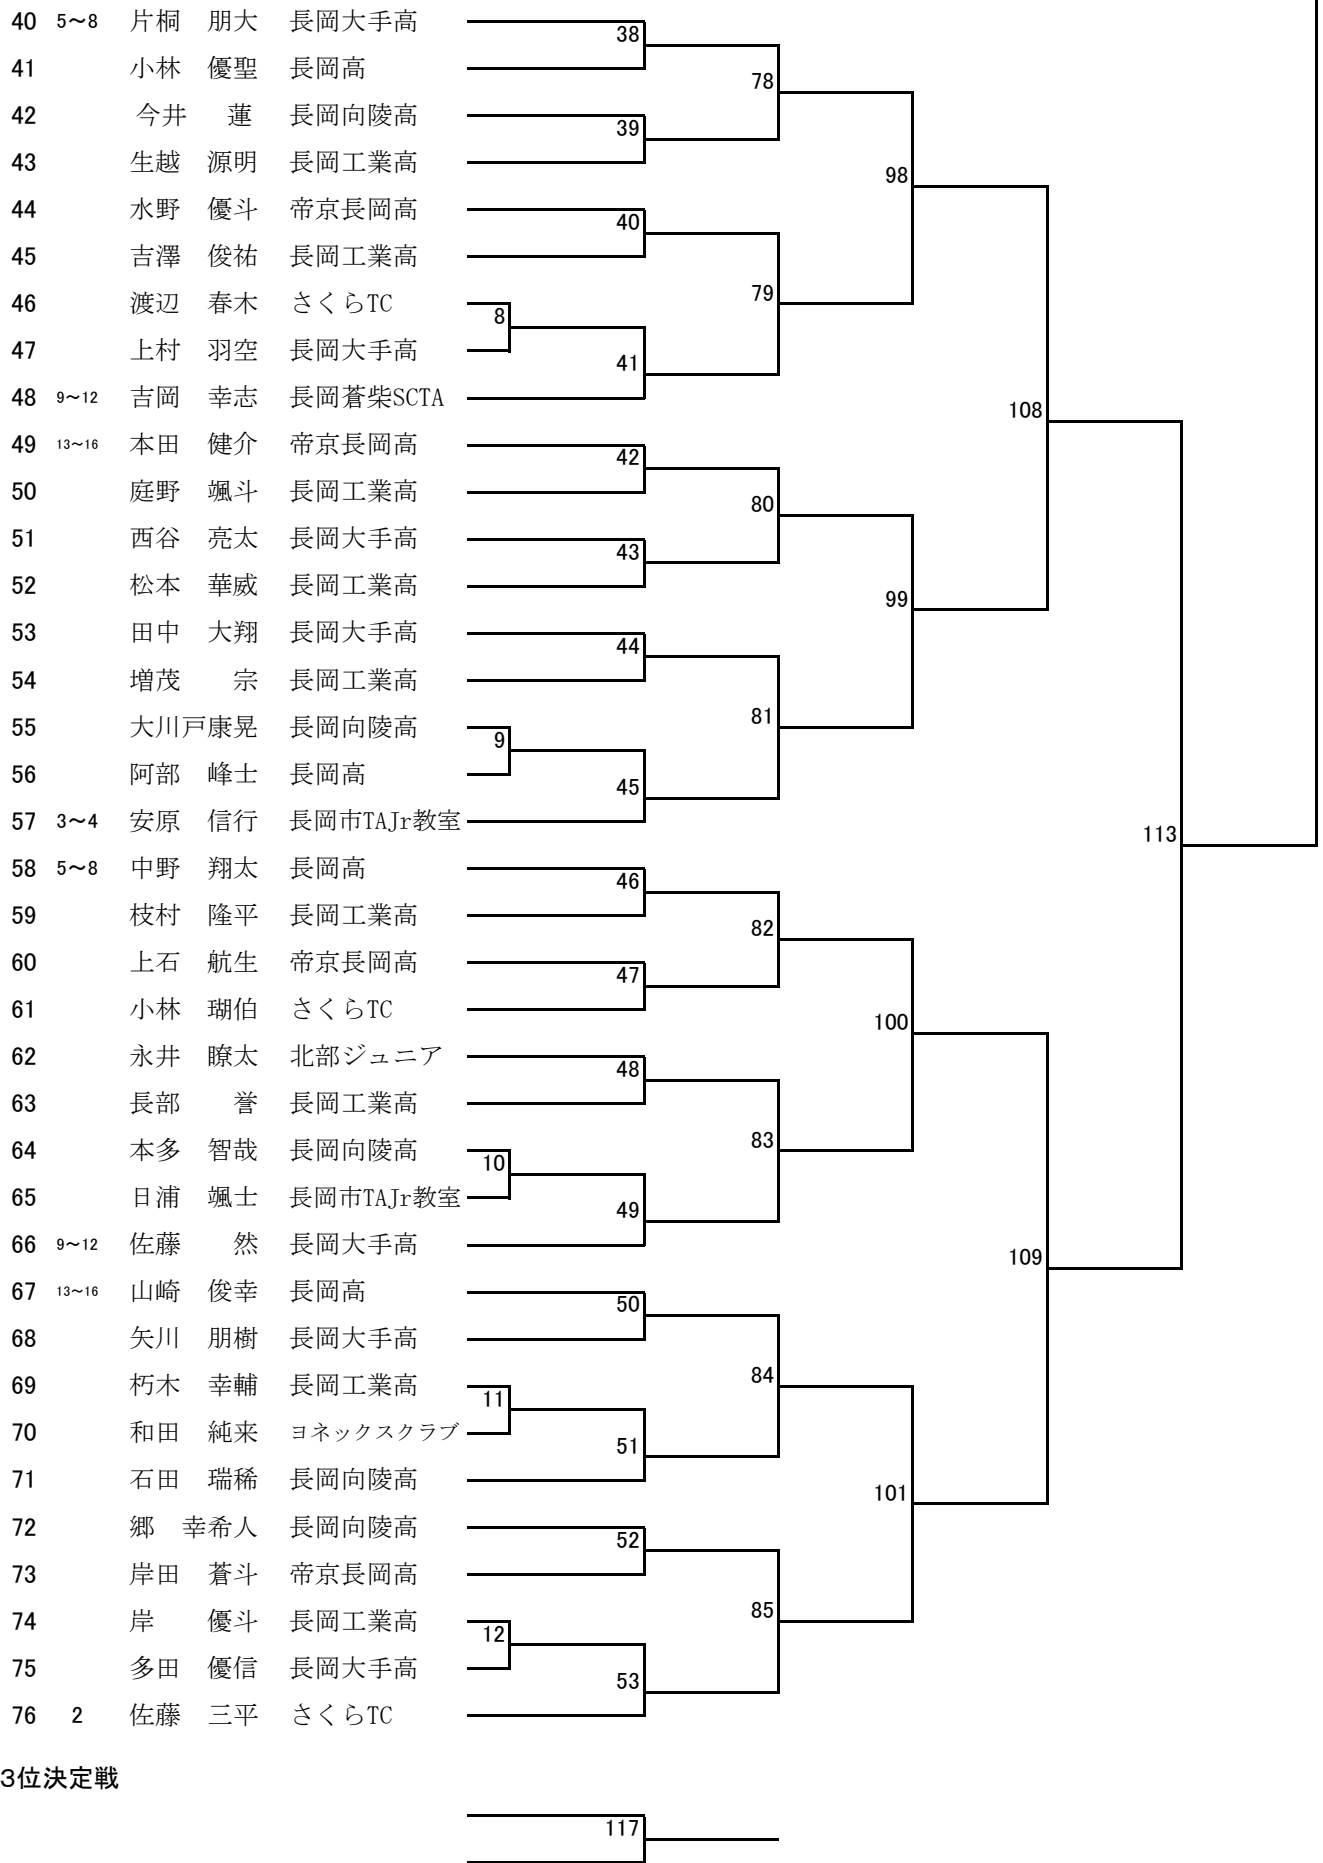 40 5～8 片桐 朋大 長岡大手高
38
41 小林 優聖 長岡高
78
42 今井 蓮 長岡向陵高
39
43 生越 源明 長岡工業高
98
44 水野 優斗 帝京長岡高
40
45 吉澤 俊祐 長岡工業高
79
46 渡辺 春木 さくらTC
8
47 上村 羽空 長岡大手高
41
48 9～12 吉岡 幸志 長岡蒼柴SCTA
108
49 13～16 本田 健介 帝京長岡高
42
50 庭野 颯斗 長岡工業高
80
51 西谷 亮太 長岡大手高
43
52 松本 華威 長岡工業高
99
53 田中 大翔 長岡大手高
44
54 増茂 宗 長岡工業高
81
55 大川戸康晃 長岡向陵高
9
56 阿部 峰士 長岡高
45
57 3～4 安原 信行 長岡市TAJr教室
113
58 5～8 中野 翔太 長岡高
46
59 枝村 隆平 長岡工業高
82
60 上石 航生 帝京長岡高
47
61 小林 瑚伯 さくらTC
100
62 永井 瞭太 北部ジュニア
48
63 長部 誉 長岡工業高
83
64 本多 智哉 長岡向陵高
10
65 日浦 颯士 長岡市TAJr教室
49
66 9～12 佐藤 然 長岡大手高
109
67 13～16 山崎 俊幸 長岡高
50
68 矢川 朋樹 長岡大手高
84
69 朽木 幸輔 長岡工業高
11
70 和田 純来 ヨネックスクラブ
51
71 石田 瑞稀 長岡向陵高
101
72 郷 幸希人 長岡向陵高
52
73 岸田 蒼斗 帝京長岡高
85
74 岸 優斗 長岡工業高
12
75 多田 優信 長岡大手高
53
76 2 佐藤 三平 さくらTC
3位決定戦
117